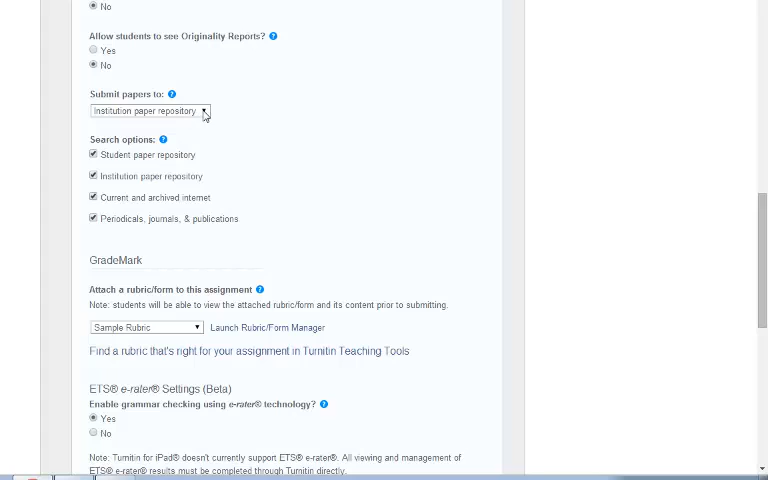 No
Allow students to see Originality Reports? ?
Yes
No
Submit papers to: ?
Institution paper repository
Search options: ?
Student paper repository
Institution paper repository
Current and archived internet
Periodicals, journals, & publications
GradeMark
Attach a rubric/form to this assignment ?
Note: students will be able to view the attached rubric/form and its content prior to submitting.
Sample Rubric Launch Rubric/Form Manager
Find a rubric that's right for your assignment in Turnitin Teaching Tools
ETS® e-rater® Settings (Beta)
Enable grammar checking using e-rater® technology? ?
Yes
No
Note: Turnitin for iPad® doesn't currently support ETS® e-rater®. All viewing and management of
ETS® e-rater® results must be completed through Turnitin directly.